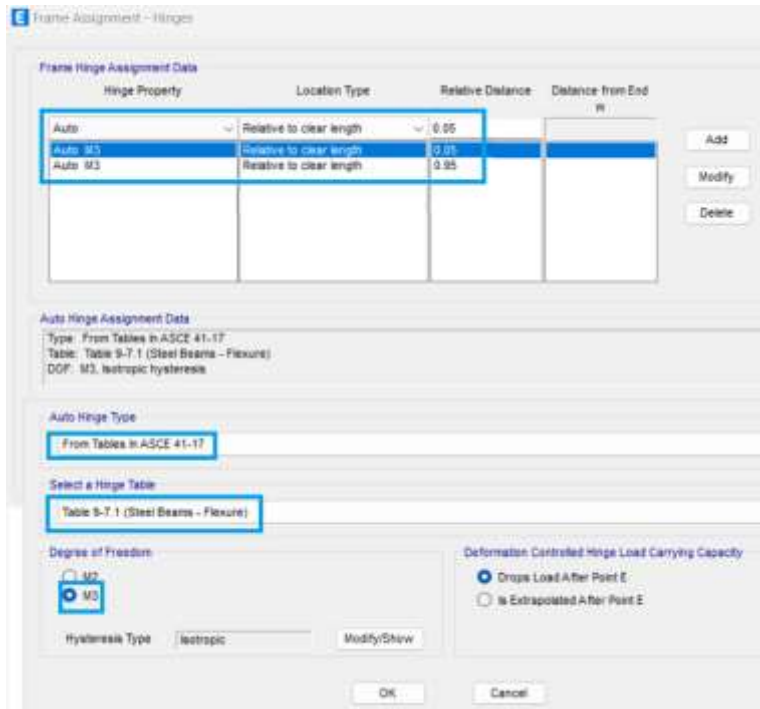 E Frame Assignment - Hinges
Frame Hinge Assignment Data
Hinge Property Location Type Relative Distance Distance from End
m
Auto Relative to clear length 0.05
Auto M3 Relative to clear length 0.05
Auto M3 Relative to clear length 0.95
Add
Modify
Delete
Auto Hinge Assignment Data
Type: From Tables in ASCE 41-17
Table: Table 9-7.1 (Steel Beams - Flexure)
DOF: M3, Isotropic hysteresis
Auto Hinge Type
From Tables in ASCE 41-17
Select a Hinge Table
Table 9-7.1 (Steel Beams - Flexure)
Degree of Freedom
M2
M3
Hysteresis Type Isotropic Modify/Show
Deformation Controlled Hinge Load Carrying Capacity
Drops Load After Point E
Is Extrapolated After Point E
OK Cancel